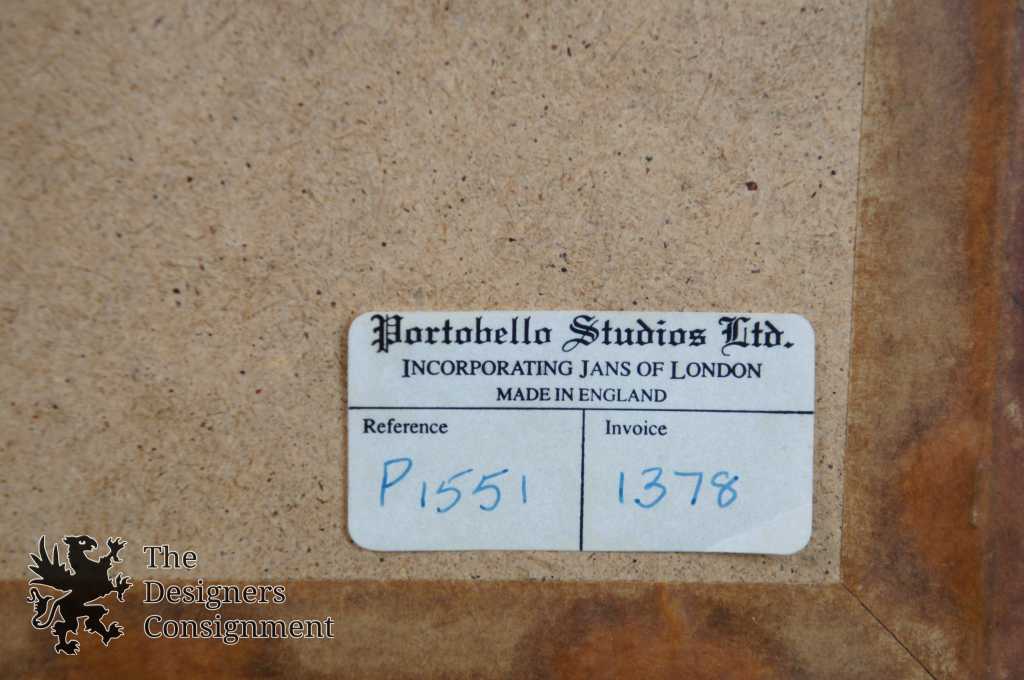 Portobello Studios Ltd.
INCORPORATING JANS OF LONDON
MADE IN ENGLAND
Reference
Invoice
P1551
1378
The
Designers
Consignment